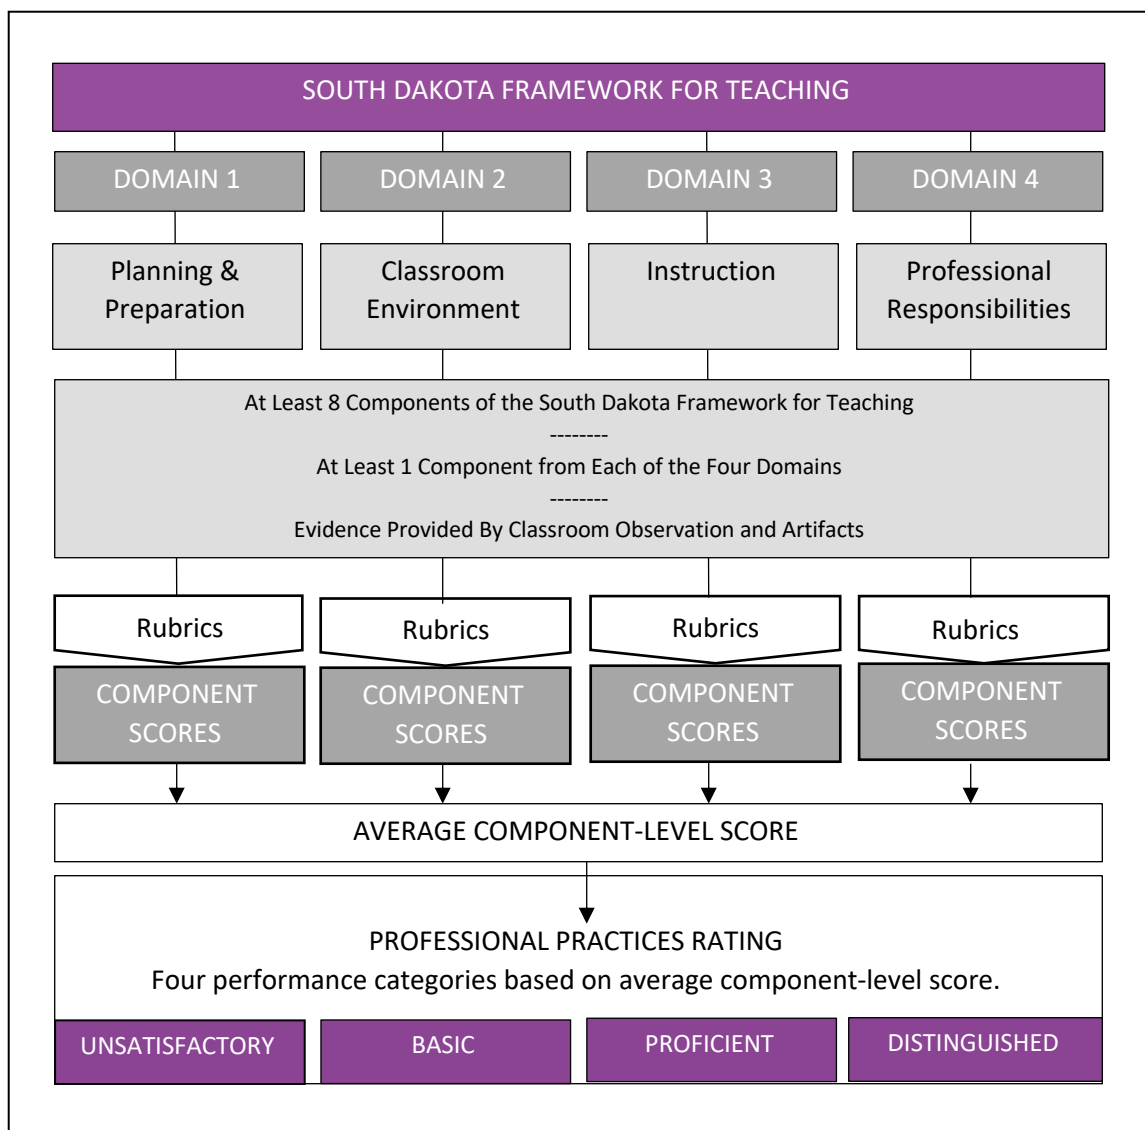 SOUTH DAKOTA FRAMEWORK FOR TEACHING
DOMAIN 1
DOMAIN 2
DOMAIN 3
DOMAIN 4
Planning &
Preparation
Classroom
Environment
Instruction
Professional
Responsibilities
At Least 8 Components of the South Dakota Framework for Teaching
--------
At Least 1 Component from Each of the Four Domains
--------
Evidence Provided By Classroom Observation and Artifacts
Rubrics
Rubrics
Rubrics
Rubrics
COMPONENT
SCORES
COMPONENT
SCORES
COMPONENT
SCORES
COMPONENT
SCORES
AVERAGE COMPONENT-LEVEL SCORE
PROFESSIONAL PRACTICES RATING
Four performance categories based on average component-level score.
UNSATISFACTORY
BASIC
PROFICIENT
DISTINGUISHED